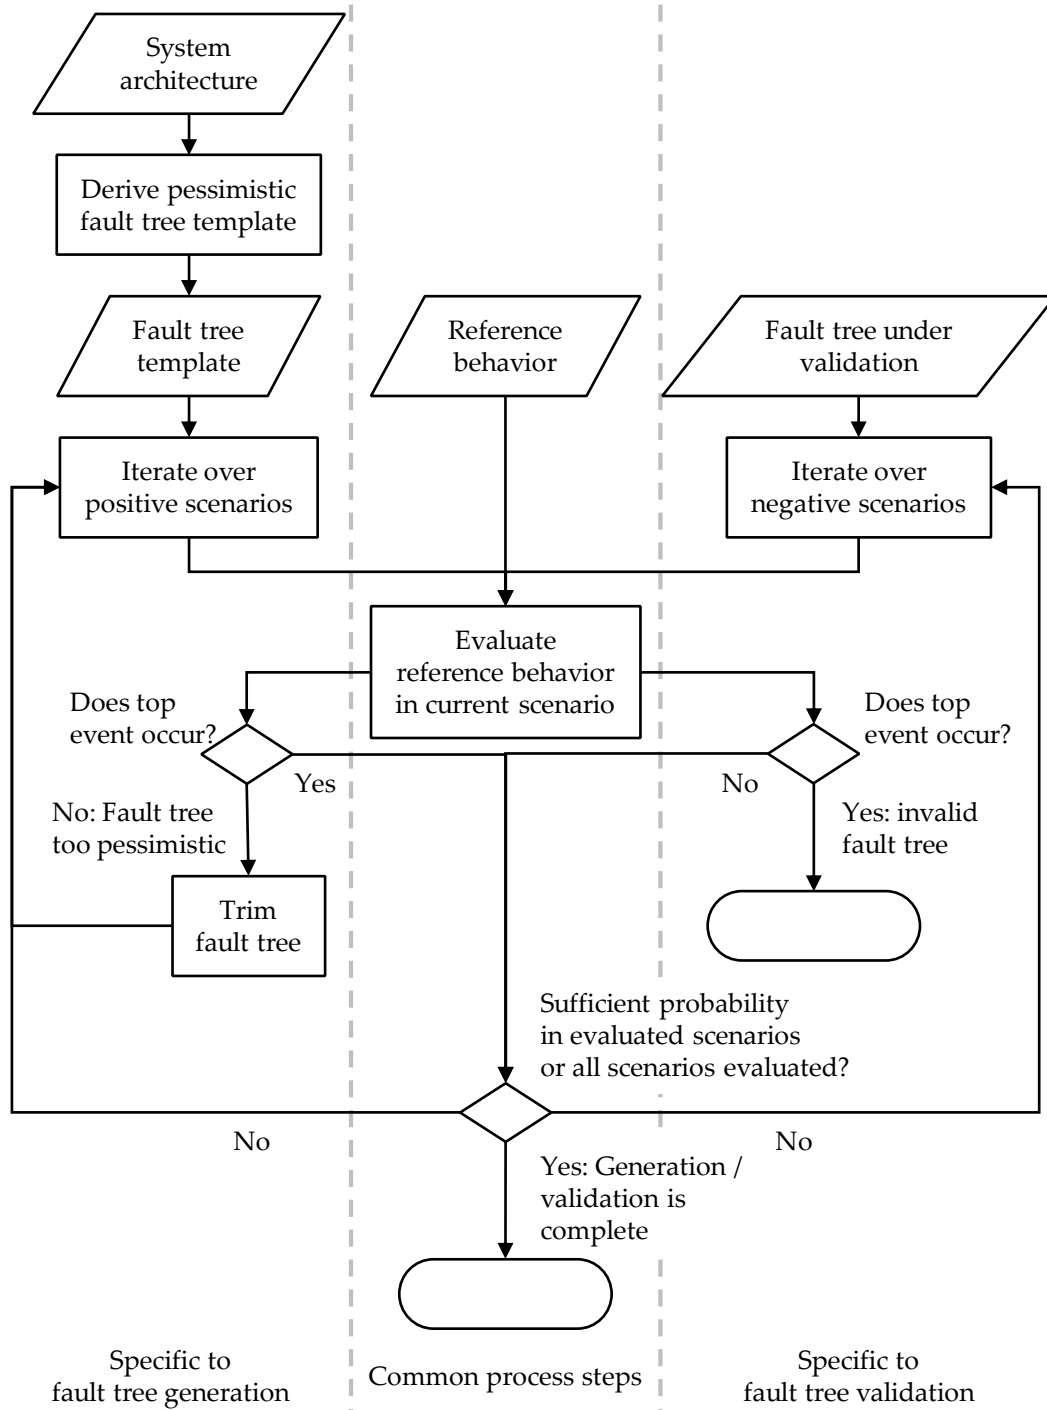 System
architecture
Derive pessimistic
fault tree template
Fault tree
template
Reference
behavior
Fault tree under
validation
Iterate over
positive scenarios
Iterate over
negative scenarios
Evaluate
reference behavior
in current scenario
Does top
event occur?
Does top
event occur?
Yes
No
No: Fault tree
too pessimistic
Yes: invalid
fault tree
Trim
fault tree
Sufficient probability
in evaluated scenarios
or all scenarios evaluated?
No
No
Yes: Generation /
validation is
complete
Specific to
fault tree generation
Common process steps
Specific to
fault tree validation